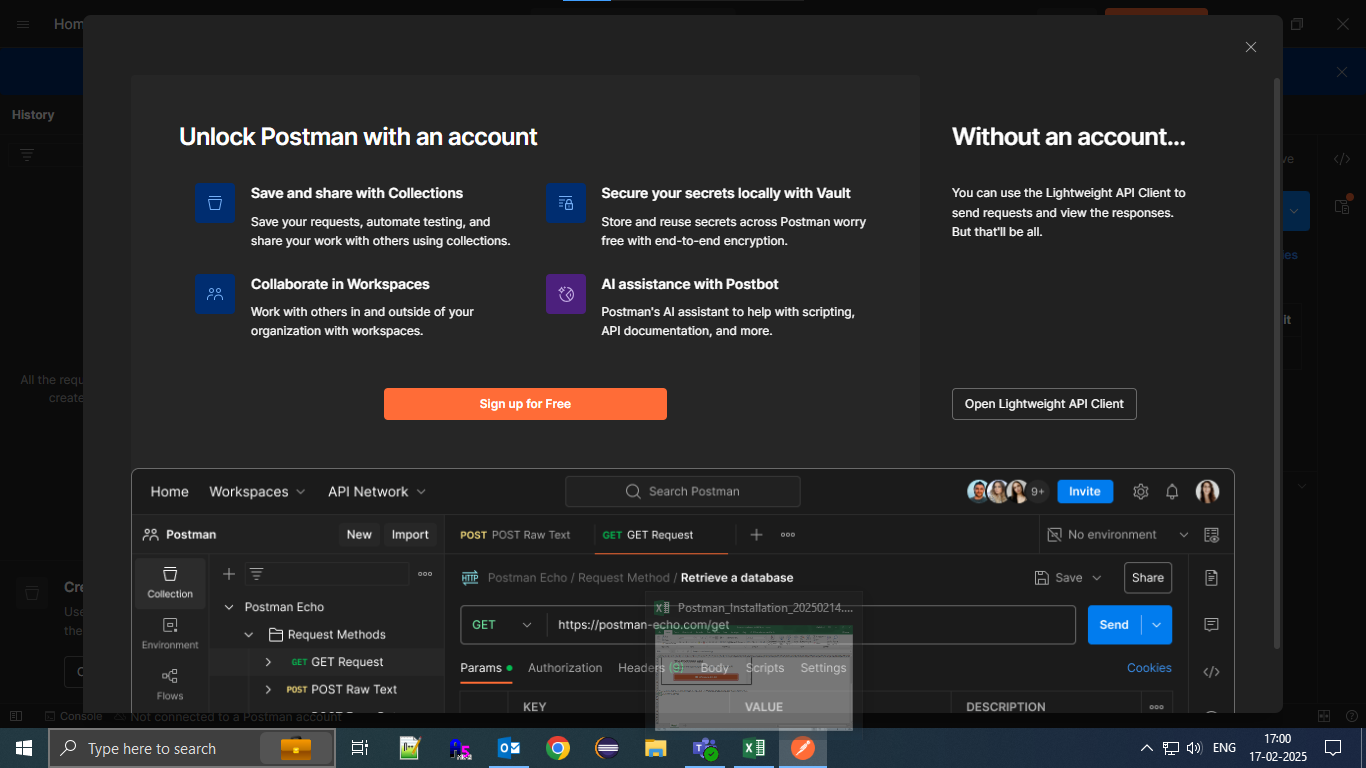 Hom
History
Unlock Postman with an account
Save and share with Collections
Save your requests, automate testing, and
share your work with others using collections.
Secure your secrets locally with Vault
Store and reuse secrets across Postman worry
free with end-to-end encryption.
Collaborate in Workspaces
Work with others in and outside of your
organization with workspaces.
AI assistance with Postbot
Postman's AI assistant to help with scripting,
API documentation, and more.
Sign up for Free
Without an account...
You can use the Lightweight API Client to
send requests and view the responses.
But that'll be all.
Open Lightweight API Client
ve
ies
it
All the requ
create
Cre
Use
the
C
Home Workspaces API Network Search Postman 9+ Invite
Postman New Import POST POST Raw Text GET GET Request No environment
Collection
Environment
Flows
Postman Echo
Request Methods
GET GET Request
POST POST Raw Text
HTTP Postman Echo / Request Method / Retrieve a database Save Share
Postman_Installation_20250214....
GET https://postman-echo.com/get Send
Params Authorization Headers (9) Body Scripts Settings Cookies
KEY VALUE DESCRIPTION
Console Not connected to a Postman account
Type here to search
ENG
17:00
17-02-2025